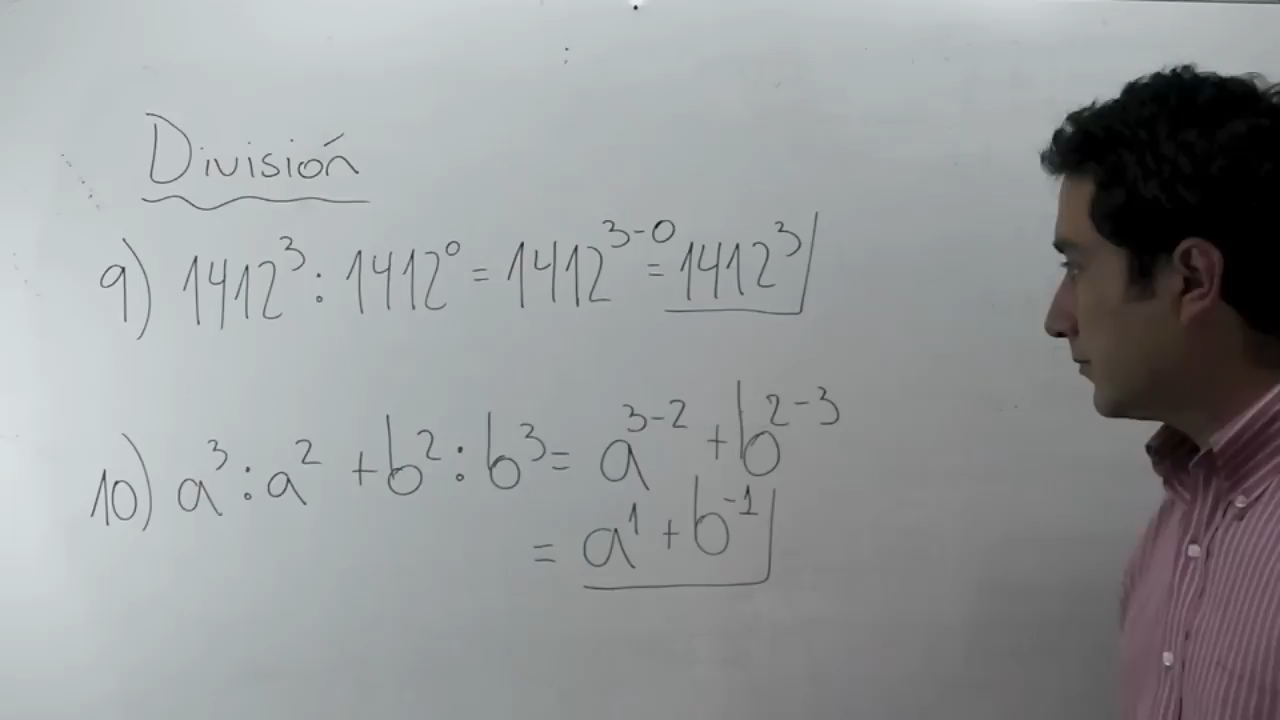 División
9) 1412³ : 1412⁰ = 1412³⁻⁰ = 1412³
10) a³ : a² + b² : b³ = a³⁻² + b²⁻³
= a¹ + b⁻¹